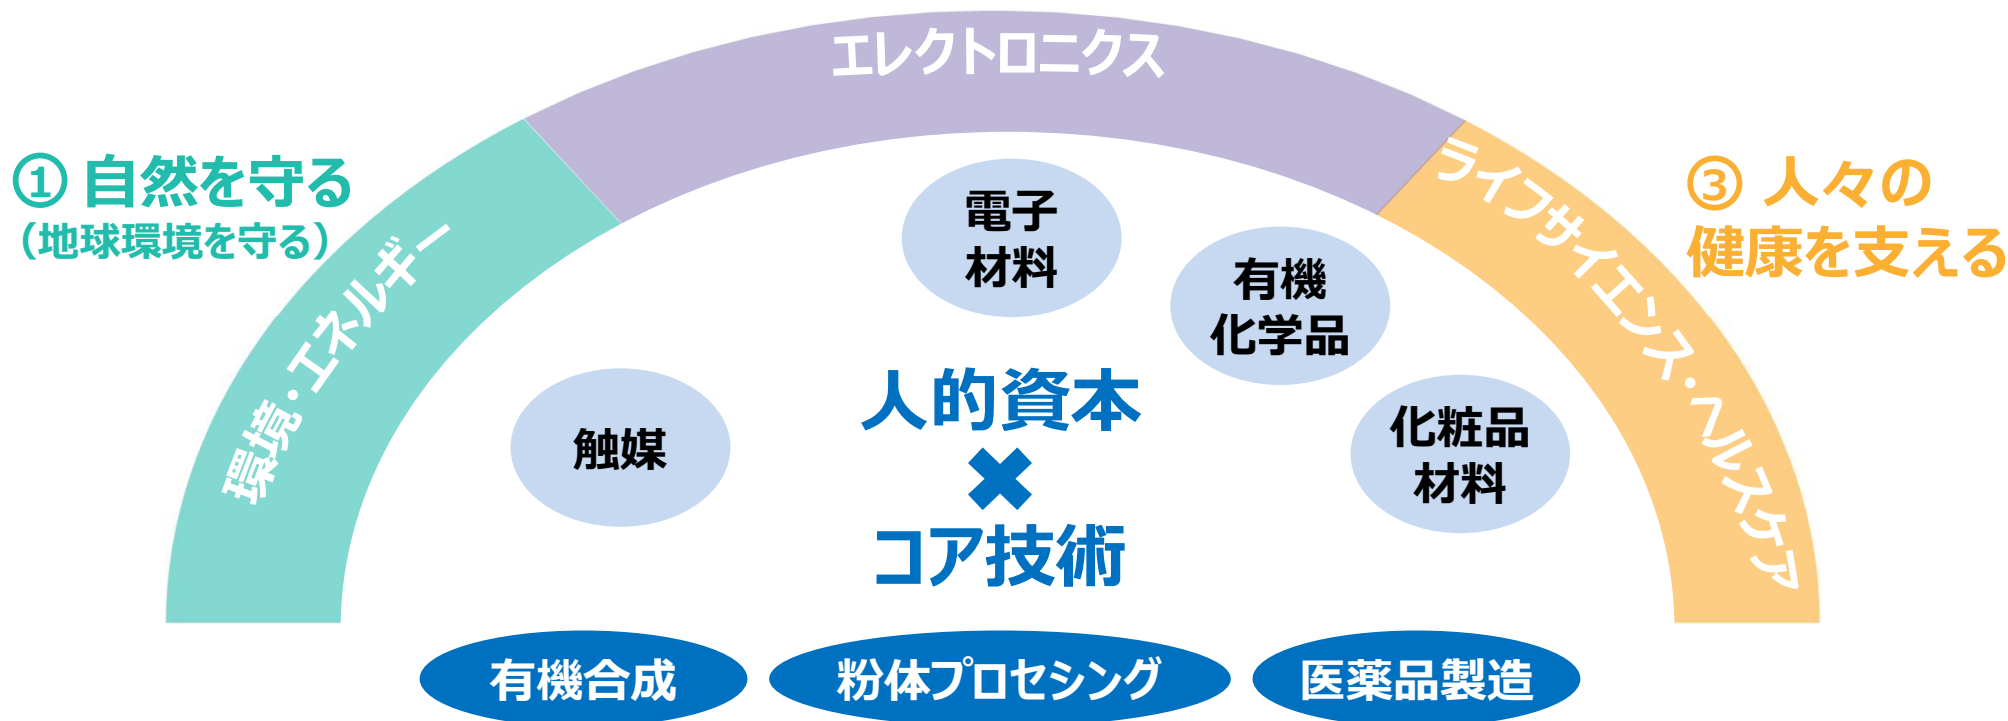 エレクトロニクス
① 自然を守る
（地球環境を守る）
環境・エネルギー
ライフサイエンス・ヘルスケア
③ 人々の
健康を支える
電子
材料
有機
化学品
触媒
化粧品
材料
人的資本
✖
コア技術
有機合成
粉体プロセシング
医薬品製造